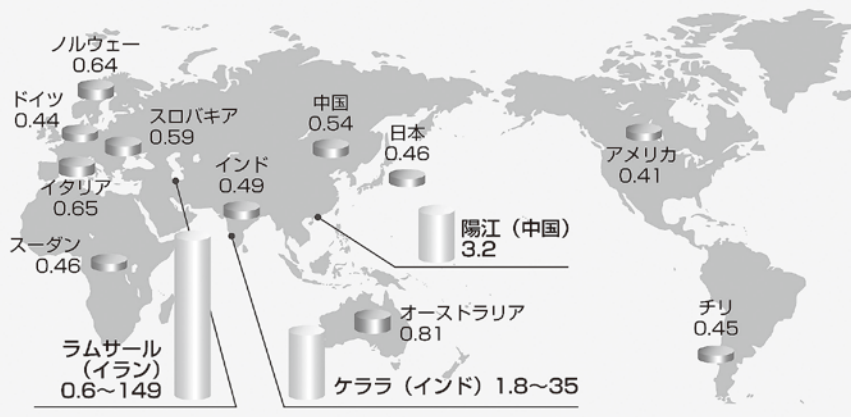 ノルウェー
0.64
ドイツ
0.44
スロバキア
0.59
イタリア
0.65
中国
0.54
日本
0.46
インド
0.49
アメリカ
0.41
陽江（中国）
3.2
スーダン
0.46
オーストラリア
0.81
チリ
0.45
ラムサール
（イラン）
0.6〜149
ケララ（インド）1.8〜35